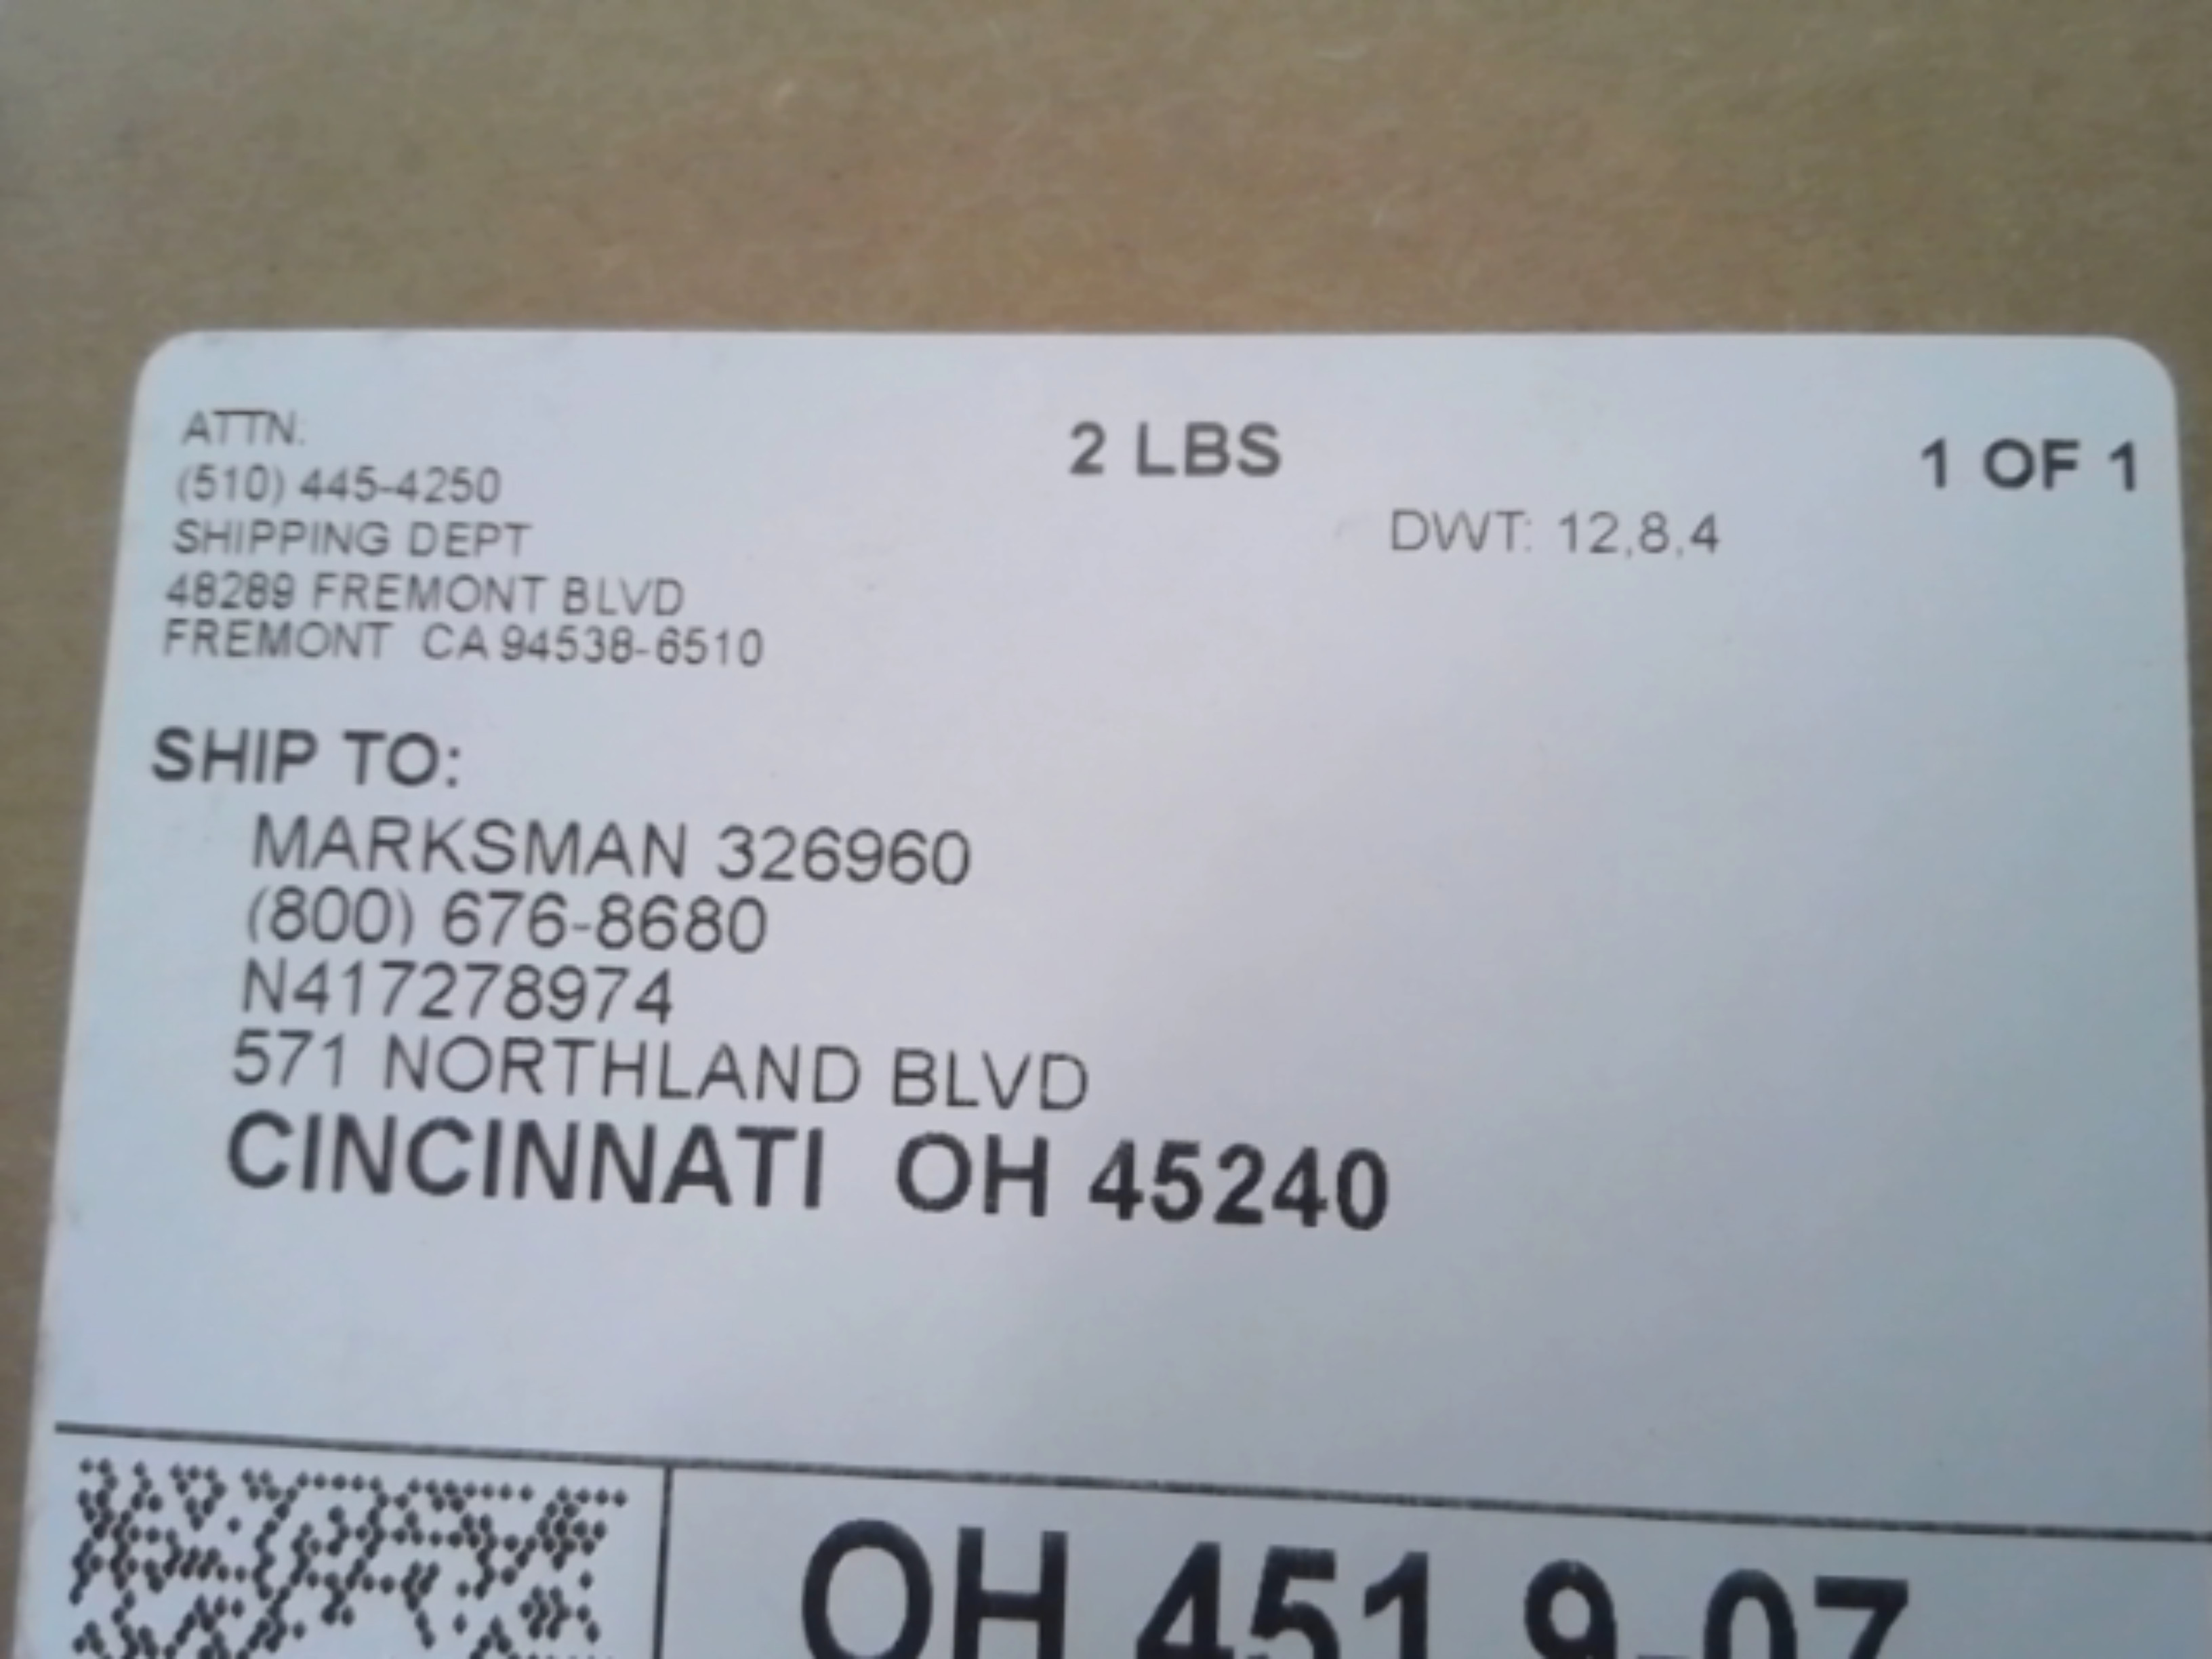 ATTN:
(510) 445-4250
SHIPPING DEPT
48289 FREMONT BLVD
FREMONT CA 94538-6510
2 LBS
1 OF 1
DWT: 12,8,4
SHIP TO:
MARKSMAN 326960
(800) 676-8680
N417278974
571 NORTHLAND BLVD
CINCINNATI OH 45240
OH 451 9-07